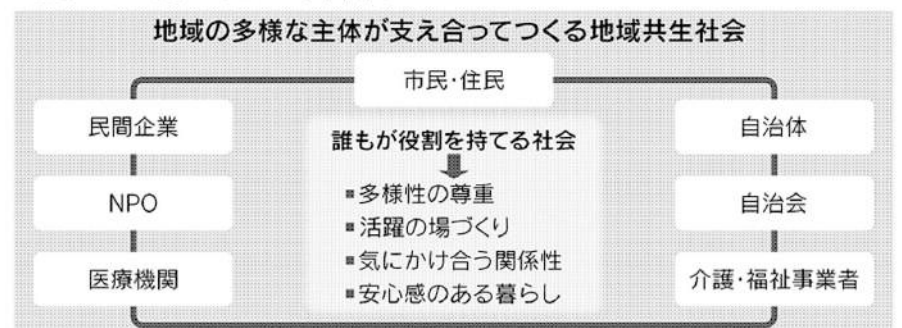 地域の多様な主体が支え合ってつくる地域共生社会
市民･住民
民間企業
NPO
医療機関
誰もが役割を持てる社会
▪多様性の尊重
▪活躍の場づくり
▪気にかけ合う関係性
▪安心感のある暮らし
自治体
自治会
介護･福祉事業者